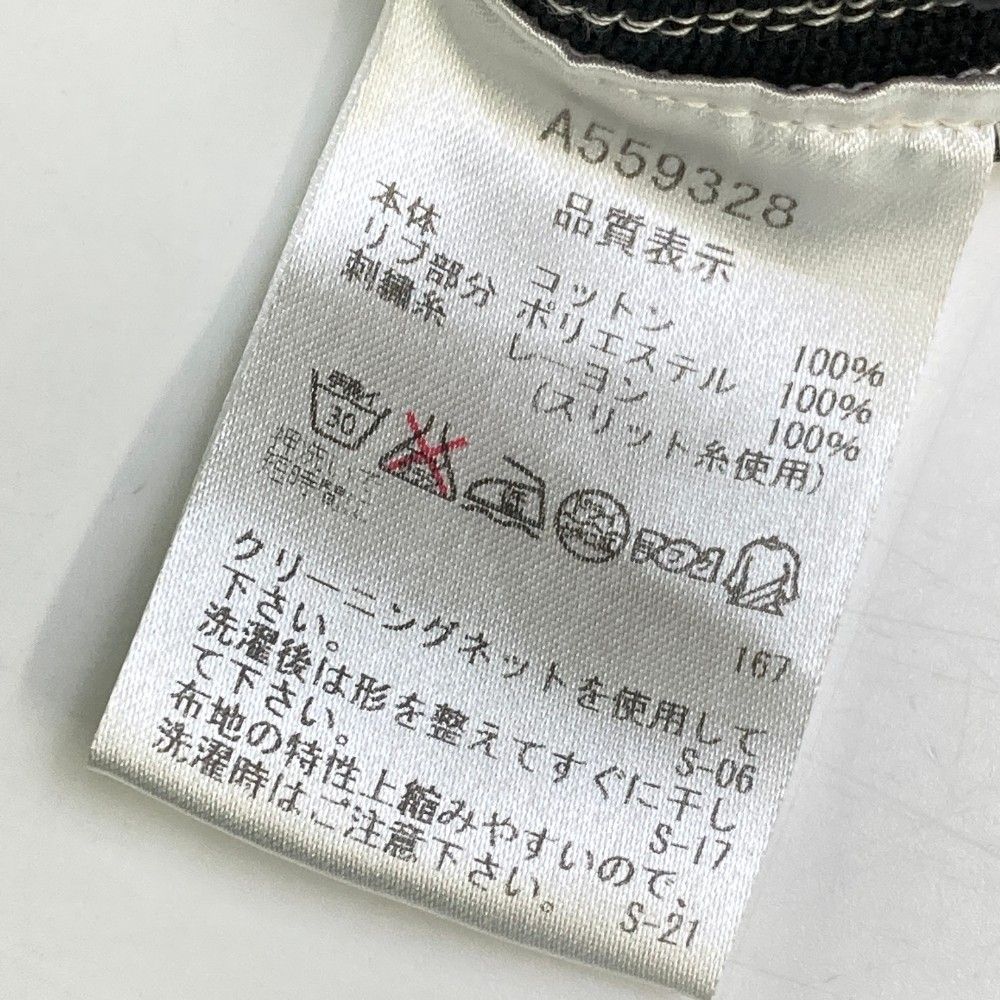 A559328
品質表示
本体 コットン 100%
リブ部分 ポリエステル 100%
刺繍糸 レーヨン 100%
(スリット糸使用)
30
167
クリーニングネットを使用して
下さい。 S-06
洗濯後は形を整えてすぐに干し
て下さい。 S-17
布地の特性上縮みやすいので、
洗濯時はご注意下さい。 S-21